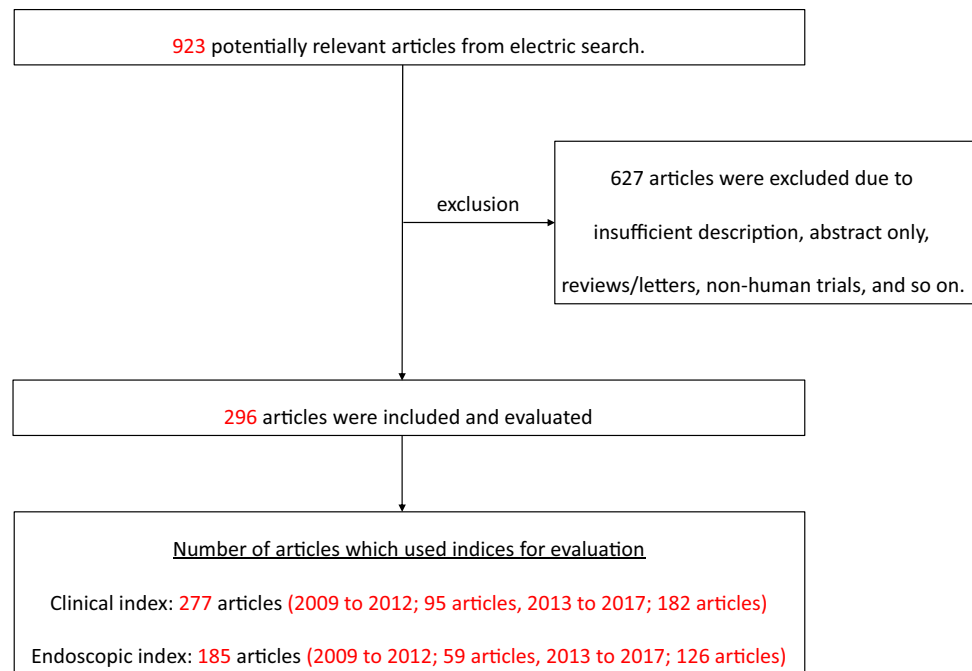 923 potentially relevant articles from electric search.
exclusion
627 articles were excluded due to
insufficient description, abstract only,
reviews/letters, non-human trials, and so on.
296 articles were included and evaluated
Number of articles which used indices for evaluation
Clinical index: 277 articles (2009 to 2012; 95 articles, 2013 to 2017; 182 articles)
Endoscopic index: 185 articles (2009 to 2012; 59 articles, 2013 to 2017; 126 articles)